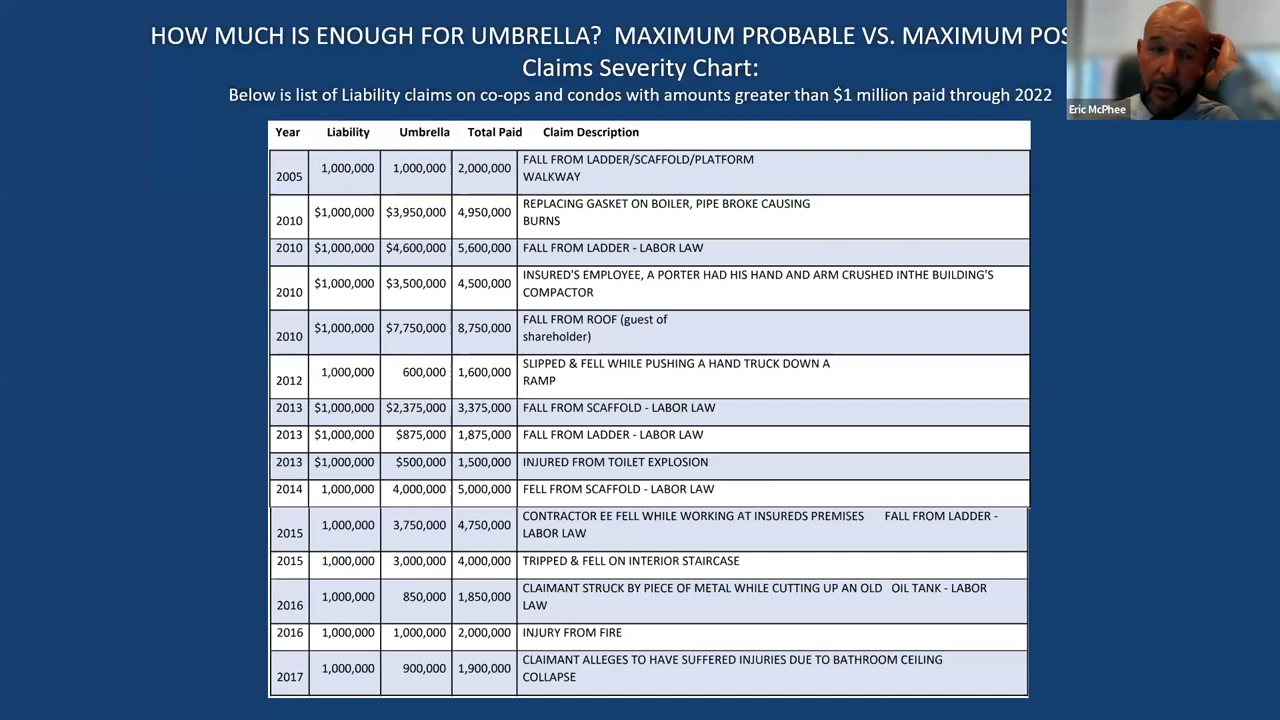 HOW MUCH IS ENOUGH FOR UMBRELLA? MAXIMUM PROBABLE VS. MAXIMUM
Claims Severity Chart:
Below is list of Liability claims on co-ops and condos with amounts greater than $1 million paid through 2022
Eric McPhee
Year Liability Umbrella Total Paid Claim Description
2005 1,000,000 1,000,000 2,000,000 FALL FROM LADDER/SCAFFOLD/PLATFORM
WALKWAY
2010 $1,000,000 $3,950,000 4,950,000 REPLACING GASKET ON BOILER, PIPE BROKE CAUSING
BURNS
2010 $1,000,000 $4,600,000 5,600,000 FALL FROM LADDER - LABOR LAW
2010 $1,000,000 $3,500,000 4,500,000 INSURED'S EMPLOYEE, A PORTER HAD HIS HAND AND ARM CRUSHED INTHE BUILDING'S
COMPACTOR
2010 $1,000,000 $7,750,000 8,750,000 FALL FROM ROOF (guest of
shareholder)
2012 1,000,000 600,000 1,600,000 SLIPPED & FELL WHILE PUSHING A HAND TRUCK DOWN A
RAMP
2013 $1,000,000 $2,375,000 3,375,000 FALL FROM SCAFFOLD - LABOR LAW
2013 $1,000,000 $875,000 1,875,000 FALL FROM LADDER - LABOR LAW
2013 $1,000,000 $500,000 1,500,000 INJURED FROM TOILET EXPLOSION
2014 1,000,000 4,000,000 5,000,000 FELL FROM SCAFFOLD - LABOR LAW
2015 1,000,000 3,750,000 4,750,000 CONTRACTOR EE FELL WHILE WORKING AT INSUREDS PREMISES FALL FROM LADDER -
LABOR LAW
2015 1,000,000 3,000,000 4,000,000 TRIPPED & FELL ON INTERIOR STAIRCASE
2016 1,000,000 850,000 1,850,000 CLAIMANT STRUCK BY PIECE OF METAL WHILE CUTTING UP AN OLD OIL TANK - LABOR
LAW
2016 1,000,000 1,000,000 2,000,000 INJURY FROM FIRE
2017 1,000,000 900,000 1,900,000 CLAIMANT ALLEGES TO HAVE SUFFERED INJURIES DUE TO BATHROOM CEILING
COLLAPSE